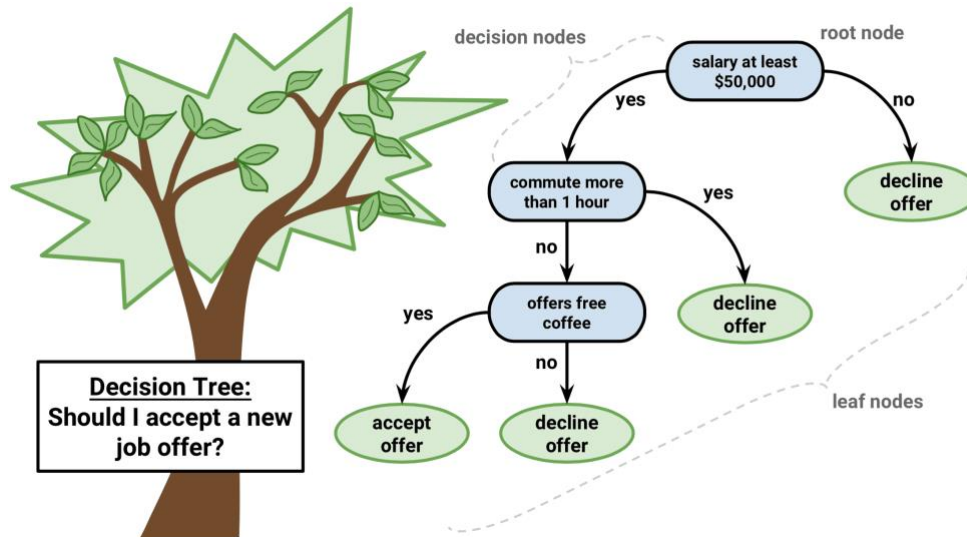 decision nodes
root node
salary at least
$50,000
yes
no
commute more
than 1 hour
yes
decline
offer
no
offers free
coffee
decline
offer
yes
no
Decision Tree:
Should I accept a new
job offer?
accept
offer
decline
offer
leaf nodes